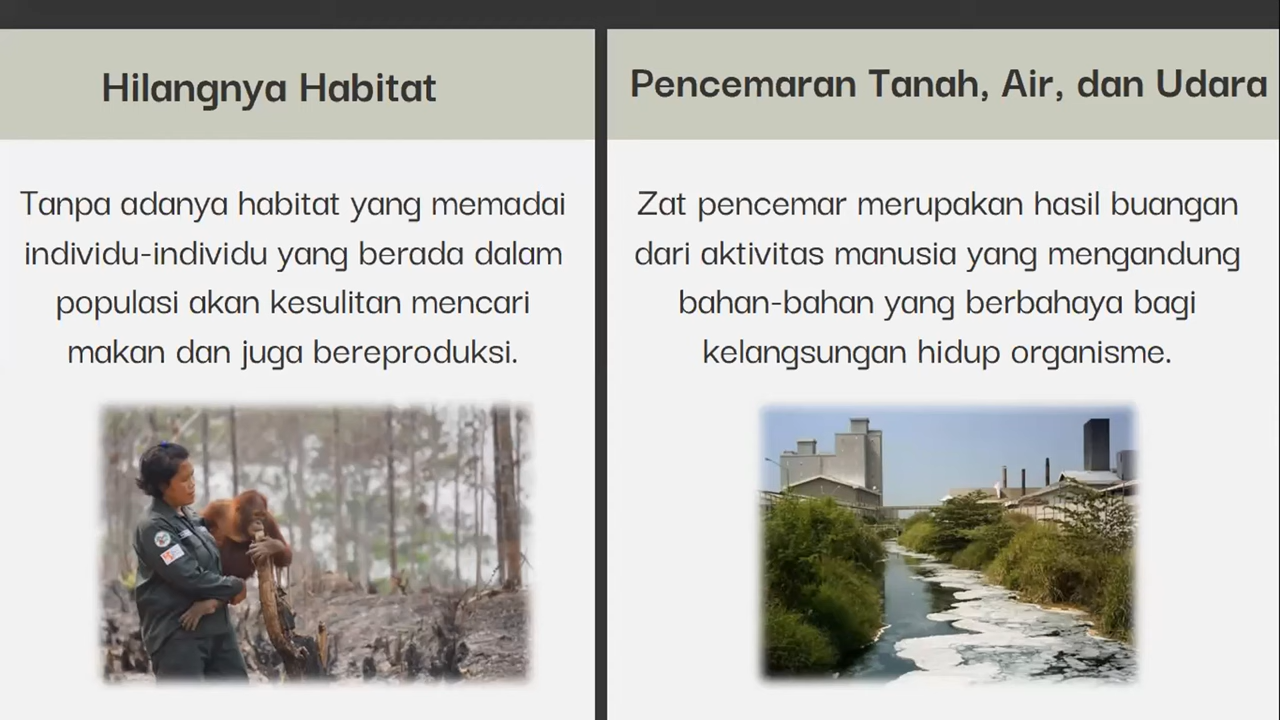 Hilangnya Habitat
Tanpa adanya habitat yang memadai
individu-individu yang berada dalam
populasi akan kesulitan mencari
makan dan juga bereproduksi.
Pencemaran Tanah, Air, dan Udara
Zat pencemar merupakan hasil buangan
dari aktivitas manusia yang mengandung
bahan-bahan yang berbahaya bagi
kelangsungan hidup organisme.